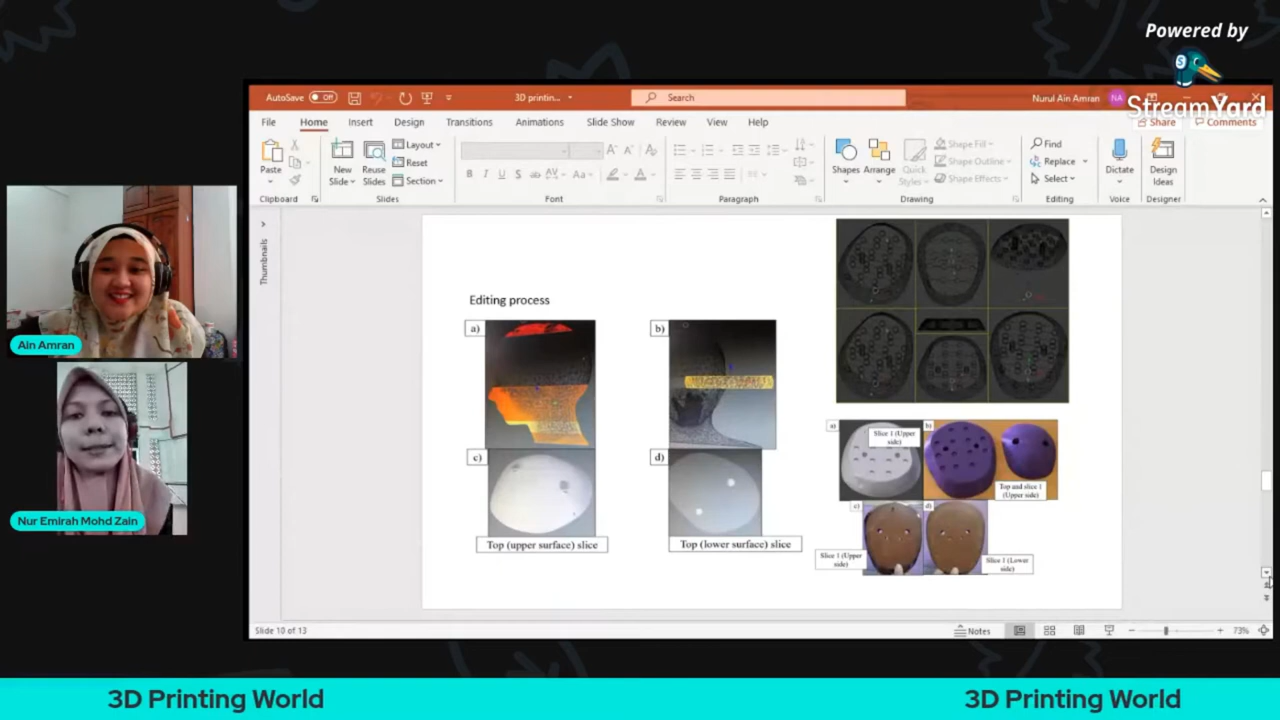 Powered by
StreamYard
AutoSave Off
3D printin...
Search
Nurul Ain Amran
NA
File Home Insert Design Transitions Animations Slide Show Review View Help
Share Comments
Paste
New Slide
Reuse Slides
Layout
Reset
Section
Shapes
Arrange
Quick Styles
Shape Fill
Shape Outline
Shape Effects
Find
Replace
Select
Dictate
Design Ideas
Clipboard Slides Font Paragraph Drawing Editing Voice Designer
Thumbnails
Editing process
a)
b)
c)
d)
Top (upper surface) slice
Top (lower surface) slice
a)
Slice 1 (Upper side)
b)
Top and slice 1 (Upper side)
c)
Slice 1 (Upper side)
d)
Slice 1 (Lower side)
Ain Amran
Nur Emirah Mohd Zain
Slide 10 of 13
Notes
73%
3D Printing World
3D Printing World